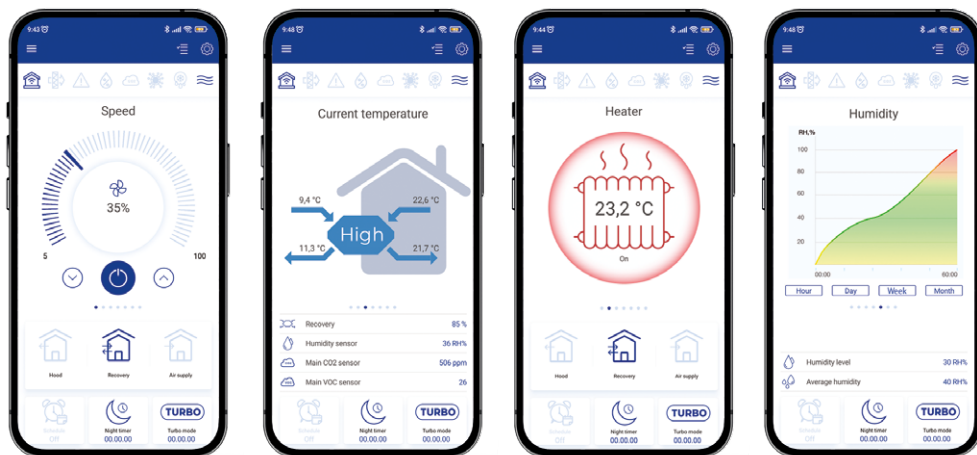 9:43
Speed
35%
5
100
Hood
Recovery
Air supply
Schedule
Off
Night timer
00.00.00
TURBO
Turbo mode
00.00.00
9:48
Current temperature
9,4 °C
22,6 °C
High
11,3 °C
21,7 °C
Recovery
85 %
Humidity sensor
36 RH%
Main CO2 sensor
506 ppm
Main VOC sensor
26
Schedule
Off
Night timer
00.00.00
TURBO
Turbo mode
00.00.00
9:44
Heater
23,2 °C
On
Hood
Recovery
Air supply
Schedule
Off
Night timer
00.00.00
TURBO
Turbo mode
00.00.00
9:48
Humidity
RH,%
100
80
60
40
20
00:00
60:00
Hour
Day
Week
Month
Humidity level
30 RH%
Average humidity
40 RH%
Schedule
Off
Night timer
00.00.00
TURBO
Turbo mode
00.00.00